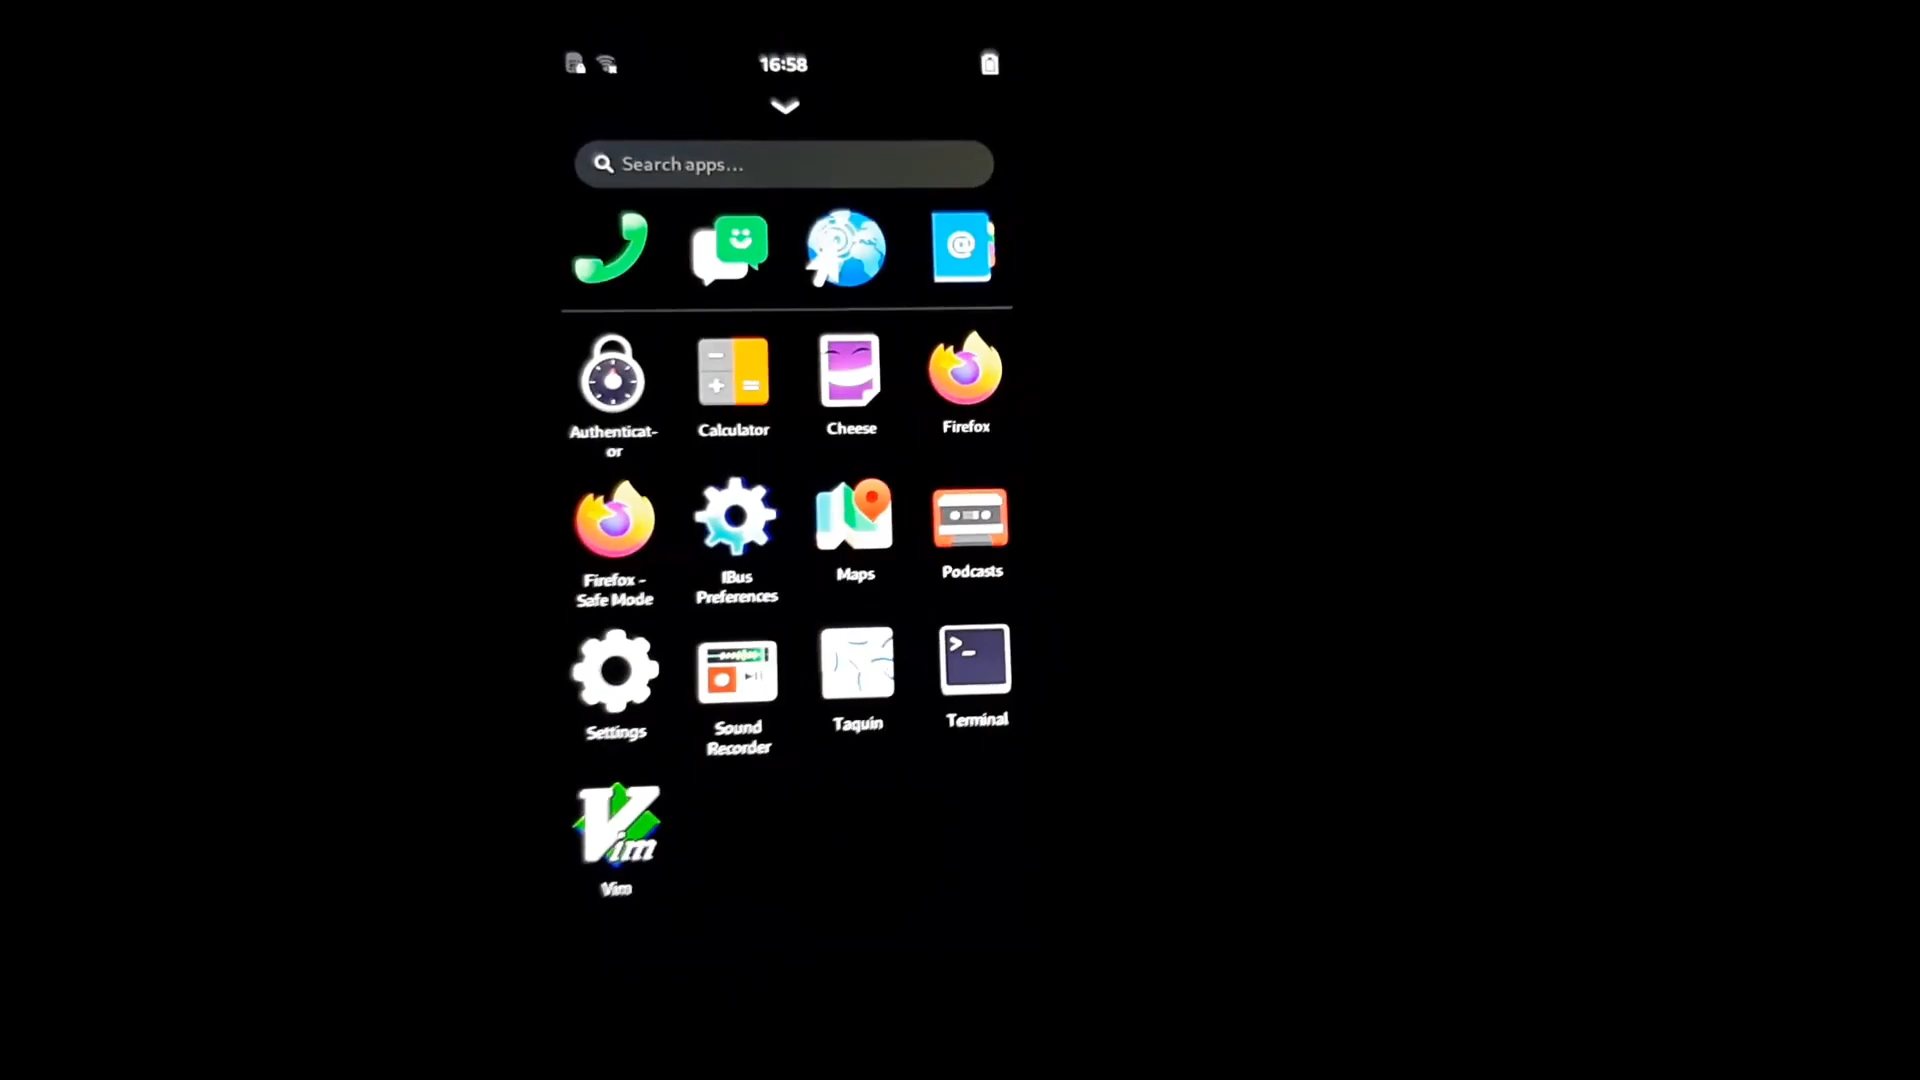 16:58
Search apps...
Authenticat-
or
Calculator
Cheese
Firefox
Firefox -
Safe Mode
IBus
Preferences
Maps
Podcasts
Settings
Sound
Recorder
Taquin
Terminal
Vim
Vim